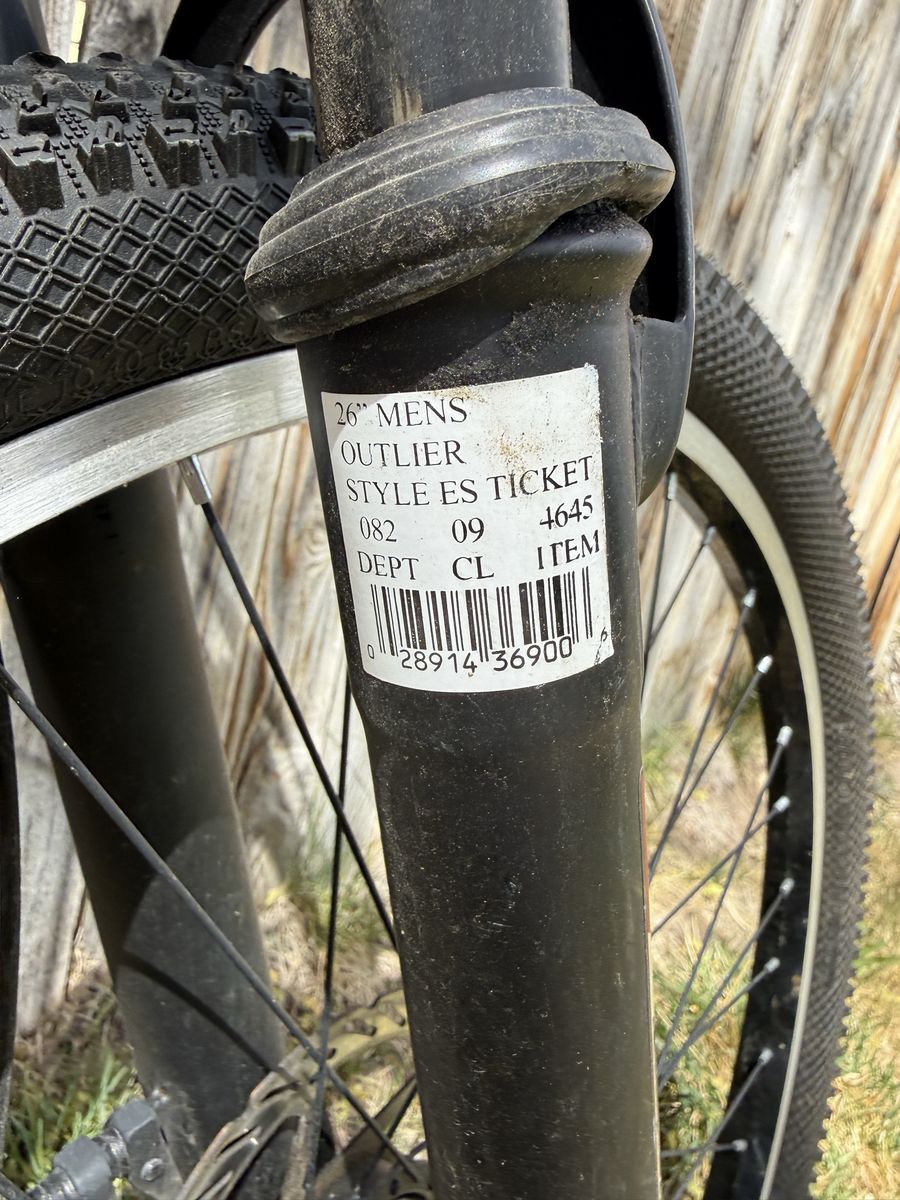 26” MENS
OUTLIER
STYLE ES TICKET
082 09 4645
DEPT CL ITEM
0 28914 36900 6